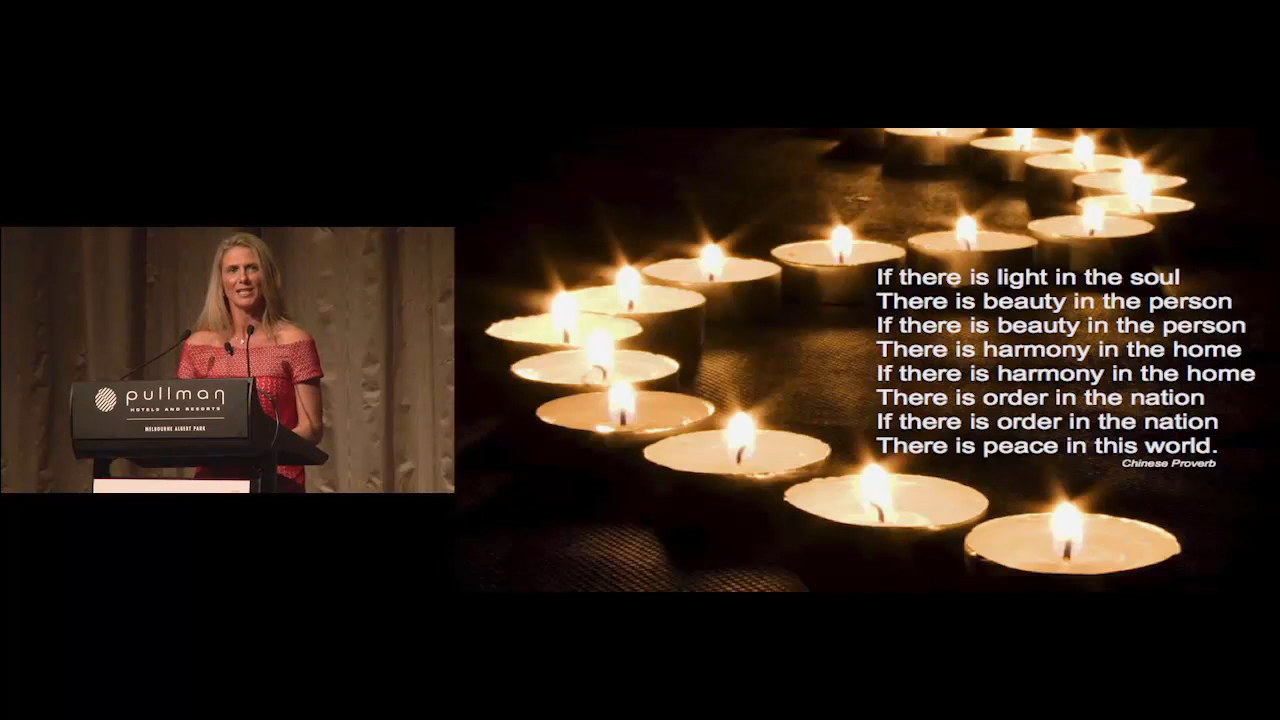 pullman
HOTELS AND RESORTS
MELBOURNE ALBERT PARK
If there is light in the soul
There is beauty in the person
If there is beauty in the person
There is harmony in the home
If there is harmony in the home
There is order in the nation
If there is order in the nation
There is peace in this world.
Chinese Proverb